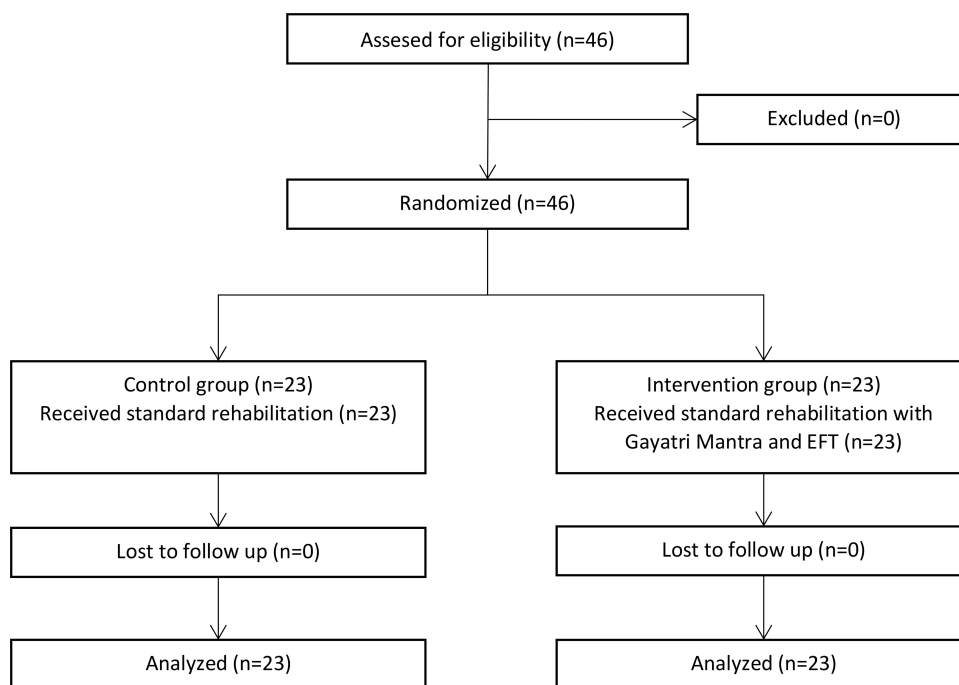 Assesed for eligibility (n=46)
Excluded (n=0)
Randomized (n=46)
Control group (n=23)
Received standard rehabilitation (n=23)
Intervention group (n=23)
Received standard rehabilitation with
Gayatri Mantra and EFT (n=23)
Lost to follow up (n=0)
Lost to follow up (n=0)
Analyzed (n=23)
Analyzed (n=23)